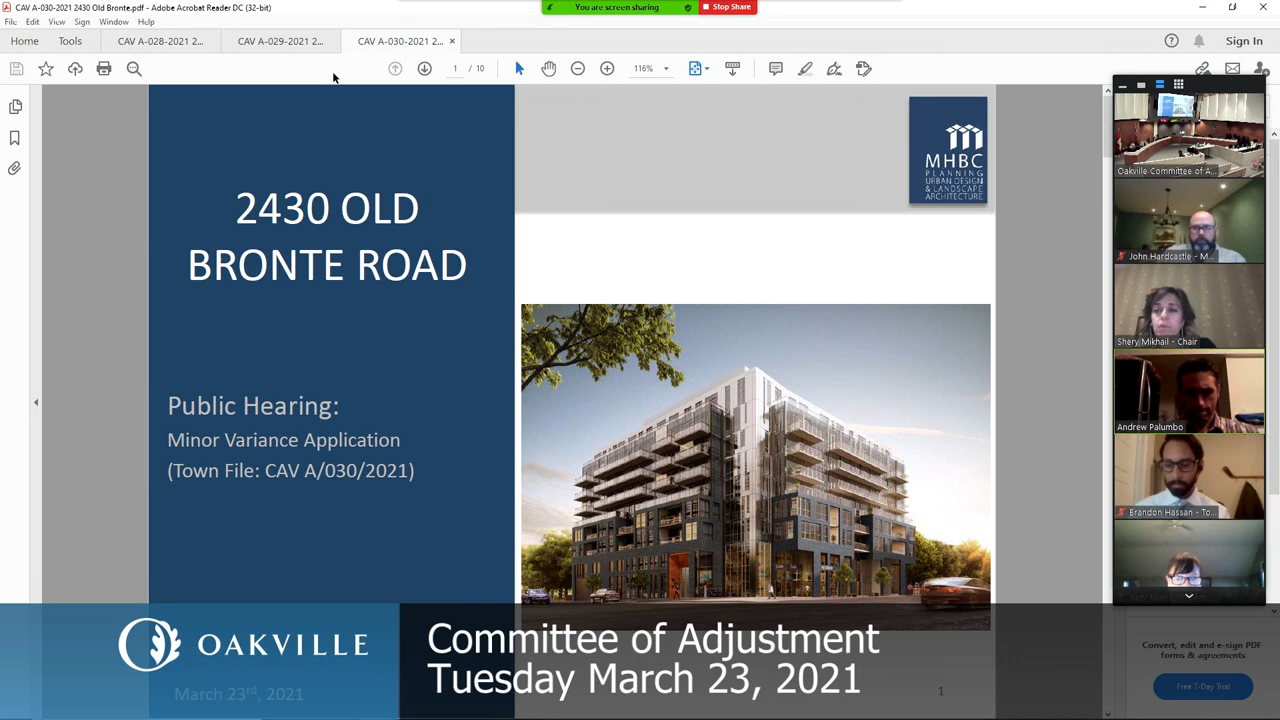 CAV A-030-2021 2430 Old Bronte.pdf - Adobe Acrobat Reader DC (32-bit)
You are screen sharing
Stop Share
File Edit View Sign Window Help
Home
Tools
CAV A-028-2021 2...
CAV A-029-2021 2...
CAV A-030-2021 2...
Sign In
1 / 10
116%
2430 OLD
BRONTE ROAD
Public Hearing:
Minor Variance Application
(Town File: CAV A/030/2021)
March 23rd, 2021
MHBC
PLANNING
URBAN DESIGN
& LANDSCAPE
ARCHITECTURE
1
Oakville Committee of A...
John Hardcastle - M...
Shery Mikhail - Chair
Andrew Palumbo
Brandon Hassan - To...
Convert, edit and e-sign PDF
forms & agreements
Free 7-Day Trial
OAKVILLE
Committee of Adjustment
Tuesday March 23, 2021